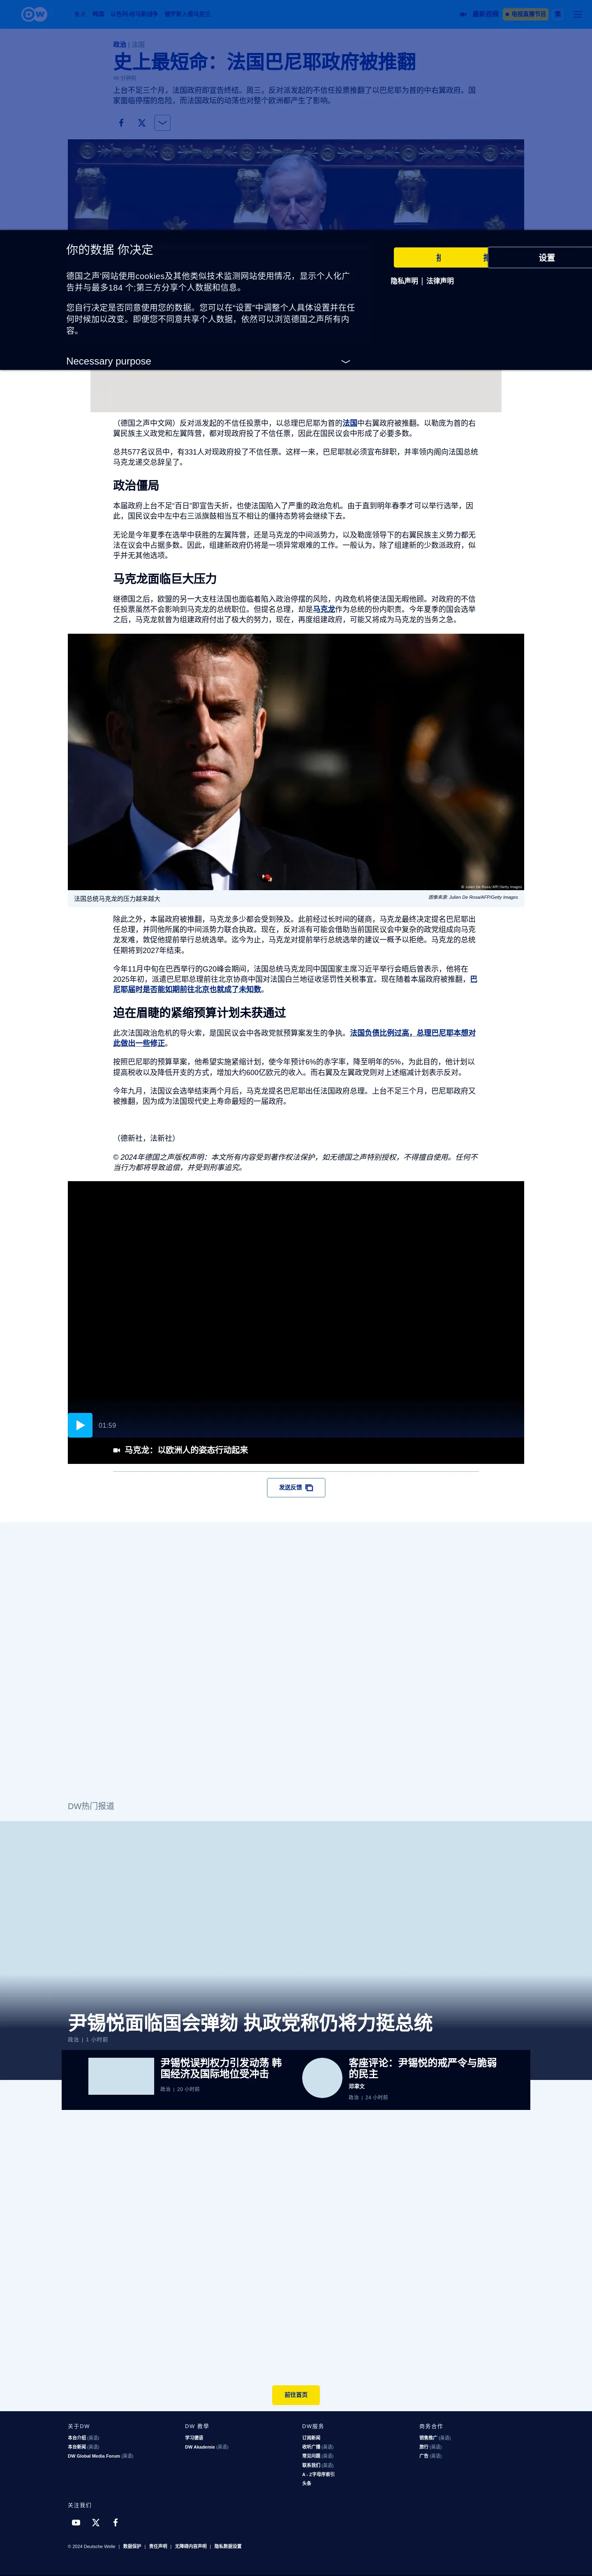 DW
最新视频
电视直播节目
政治 | 法国
史上最短命：法国巴尼耶政府被推翻
上台不足三个月，法国政府即宣告终结。周三，反对派发起的不信任投票推翻了以巴尼耶为首的中右翼政府。国
家面临停摆的危险，而法国政坛的动荡也对整个欧洲都产生了影响。
你的数据 你决定
设置
德国之声'网站使用cookies及其他类似技术监测网站使用情况，显示个人化广
告并与最多184 个;第三方分享个人数据和信息。
隐私声明 | 法律声明
您自行决定是否同意使用您的数据。您可以在“设置”中调整个人具体设置并在任
何时候加以改变。即便您不同意共享个人数据，依然可以浏览德国之声所有内
容。
Necessary purpose
（德国之声中文网）反对派发起的不信任投票中，以总理巴尼耶为首的法国中右翼政府被推翻。以勒庞为首的右
翼民族主义政党和左翼阵营，都对现政府投了不信任票，因此在国民议会中形成了必要多数。
总共577名议员中，有331人对现政府投了不信任票。这样一来，巴尼耶就必须宣布辞职，并率领内阁向法国总统
马克龙递交总辞呈了。
政治僵局
本届政府上台不足“百日”即宣告夭折，也使法国陷入了严重的政治危机。由于直到明年春季才可以举行选举，因
此，国民议会中左中右三派旗鼓相当互不相让的僵持态势将会继续下去。
无论是今年夏季在选举中获胜的左翼阵营，还是马克龙的中间派势力，以及勒庞领导下的右翼民族主义势力都无
法在议会中占据多数。因此，组建新政府仍将是一项异常艰难的工作。一般认为，除了组建新的少数派政府，似
乎并无其他选项。
马克龙面临巨大压力
继德国之后，欧盟的另一大支柱法国也面临着陷入政治停摆的风险，内政危机将使法国无暇他顾。对政府的不信
任投票虽然不会影响到马克龙的总统职位。但提名总理，却是马克龙作为总统的份内职责。今年夏季的国会选举
之后，马克龙就曾为组建政府付出了极大的努力，现在，再度组建政府，可能又将成为马克龙的当务之急。
© Julien De Rosa/ AFP/Getty Images
法国总统马克龙的压力越来越大
图像来源: Julien De Rosa/AFP/Getty Images
除此之外，本届政府被推翻，马克龙多少都会受到殃及。此前经过长时间的磋商，马克龙最终决定提名巴尼耶出
任总理，并同他所属的中间派势力联合执政。现在，反对派有可能会借助当前国民议会中复杂的政党组成向马克
龙发难，敦促他提前举行总统选举。迄今为止，马克龙对提前举行总统选举的建议一概予以拒绝。马克龙的总统
任期将到2027年结束。
今年11月中旬在巴西举行的G20峰会期间，法国总统马克龙同中国国家主席习近平举行会晤后曾表示，他将在
2025年初，派遣巴尼耶总理前往北京协商中国对法国白兰地征收惩罚性关税事宜。现在随着本届政府被推翻，巴
尼耶届时是否能如期前往北京也就成了未知数。
迫在眉睫的紧缩预算计划未获通过
此次法国政治危机的导火索，是国民议会中各政党就预算案发生的争执。法国负债比例过高，总理巴尼耶本想对
此做出一些修正。
按照巴尼耶的预算草案，他希望实施紧缩计划，使今年预计6%的赤字率，降至明年的5%，为此目的，他计划以
提高税收以及降低开支的方式，增加大约600亿欧元的收入。而右翼及左翼政党则对上述缩减计划表示反对。
今年九月，法国议会选举结束两个月后，马克龙提名巴尼耶出任法国政府总理。上台不足三个月，巴尼耶政府又
被推翻，因为成为法国现代史上寿命最短的一届政府。
（德新社，法新社）
© 2024年德国之声版权声明：本文所有内容受到著作权法保护，如无德国之声特别授权，不得擅自使用。任何不
当行为都将导致追偿，并受到刑事追究。
01:59
马克龙：以欧洲人的姿态行动起来
发送反馈
DW热门报道
尹锡悦面临国会弹劾 执政党称仍将力挺总统
政治 | 1 小时前
尹锡悦误判权力引发动荡 韩
国经济及国际地位受冲击
政治 | 20 小时前
客座评论：尹锡悦的戒严令与脆弱
的民主
邓聿文
政治 | 24 小时前
前往首页
关于DW
本台介绍 (英语)
本台新闻 (英语)
DW Global Media Forum (英语)
DW 教學
学习德语
DW Akademie (英语)
DW服务
订阅新闻
收听广播 (英语)
常见问题 (英语)
联系我们 (英语)
A - Z字母序索引
头条
商务合作
销售推广 (英语)
旅行 (英语)
广告 (英语)
关注我们
© 2024 Deutsche Welle | 数据保护 | 责任声明 | 无障碍内容声明 | 隐私数据设置